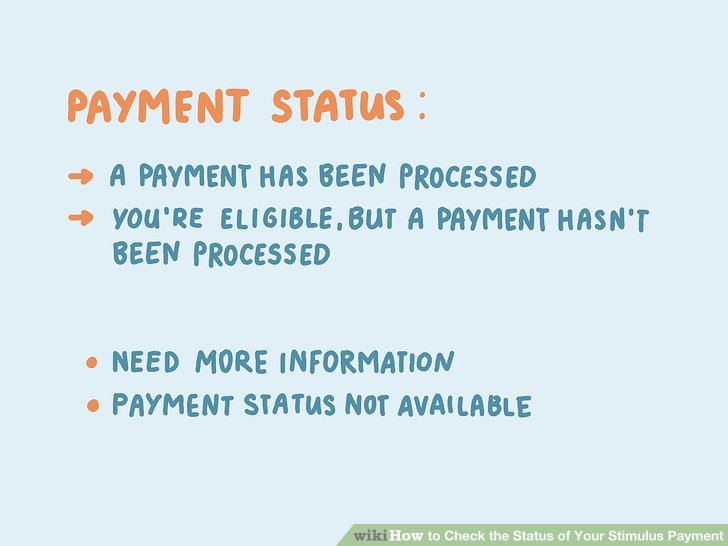 PAYMENT STATUS:
→ A PAYMENT HAS BEEN PROCESSED
→ YOU'RE ELIGIBLE, BUT A PAYMENT HASN'T
BEEN PROCESSED
• NEED MORE INFORMATION
• PAYMENT STATUS NOT AVAILABLE
wikiHow to Check the Status of Your Stimulus Payment